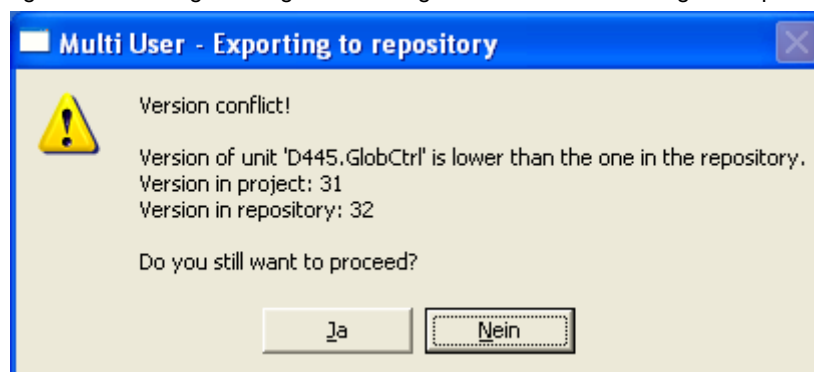 Multi User - Exporting to repository
Version conflict!
Version of unit 'D445.GlobCtrl' is lower than the one in the repository.
Version in project: 31
Version in repository: 32
Do you still want to proceed?
Ja
Nein